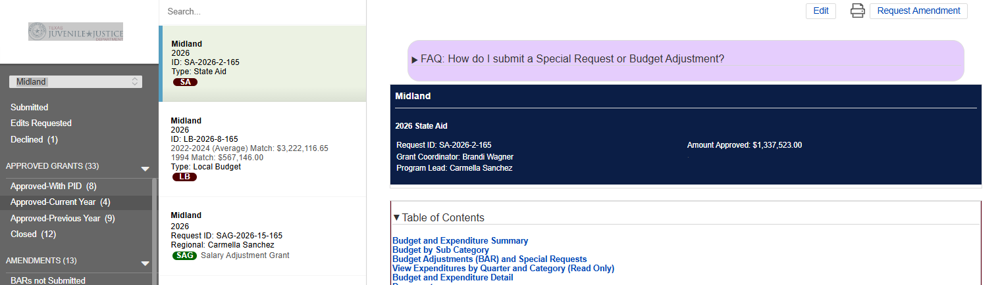 TEXAS
JUVENILE★JUSTICE
DEPARTMENT
Midland
Submitted
Edits Requested
Declined (1)
APPROVED GRANTS (33)
Approved-With PID (8)
Approved-Current Year (4)
Approved-Previous Year (9)
Closed (12)
AMENDMENTS (13)
BARs not Submitted
Search...
Midland
2026
ID: SA-2026-2-165
Type: State Aid
SA
Midland
2026
ID: LB-2026-8-165
2022-2024 (Average) Match: $3,222,116.65
1994 Match: $567,146.00
Type: Local Budget
LB
Midland
2026
Request ID: SAG-2026-15-165
Regional: Carmella Sanchez
SAG Salary Adjustment Grant
Edit
Request Amendment
▶ FAQ: How do I submit a Special Request or Budget Adjustment?
Midland
2026 State Aid
Request ID: SA-2026-2-165
Amount Approved: $1,337,523.00
Grant Coordinator: Brandi Wagner
Program Lead: Carmella Sanchez
▼ Table of Contents
Budget and Expenditure Summary
Budget by Sub Category
Budget Adjustments (BAR) and Special Requests
View Expenditures by Quarter and Category (Read Only)
Budget and Expenditure Detail